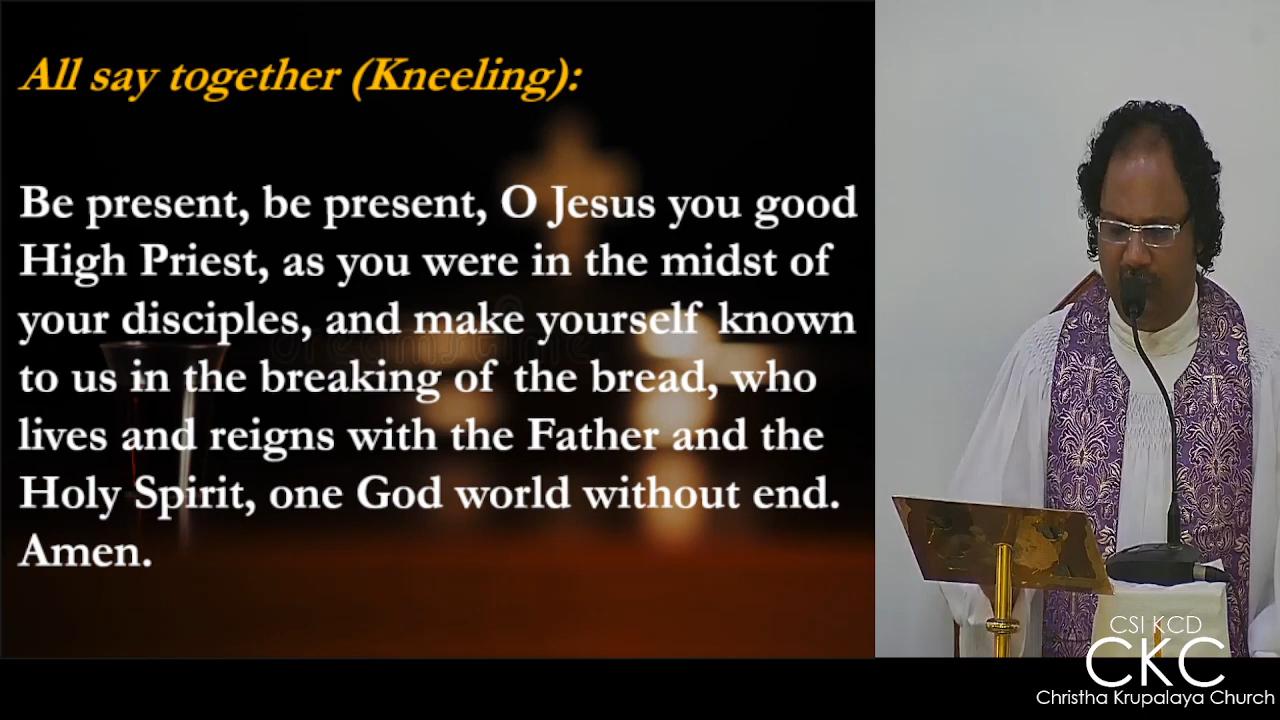 All say together (Kneeling):
Be present, be present, O Jesus you good
High Priest, as you were in the midst of
your disciples, and make yourself known
to us in the breaking of the bread, who
lives and reigns with the Father and the
Holy Spirit, one God world without end.
Amen.
dreamstime
CSI KCD
CKC
Christha Krupalaya Church